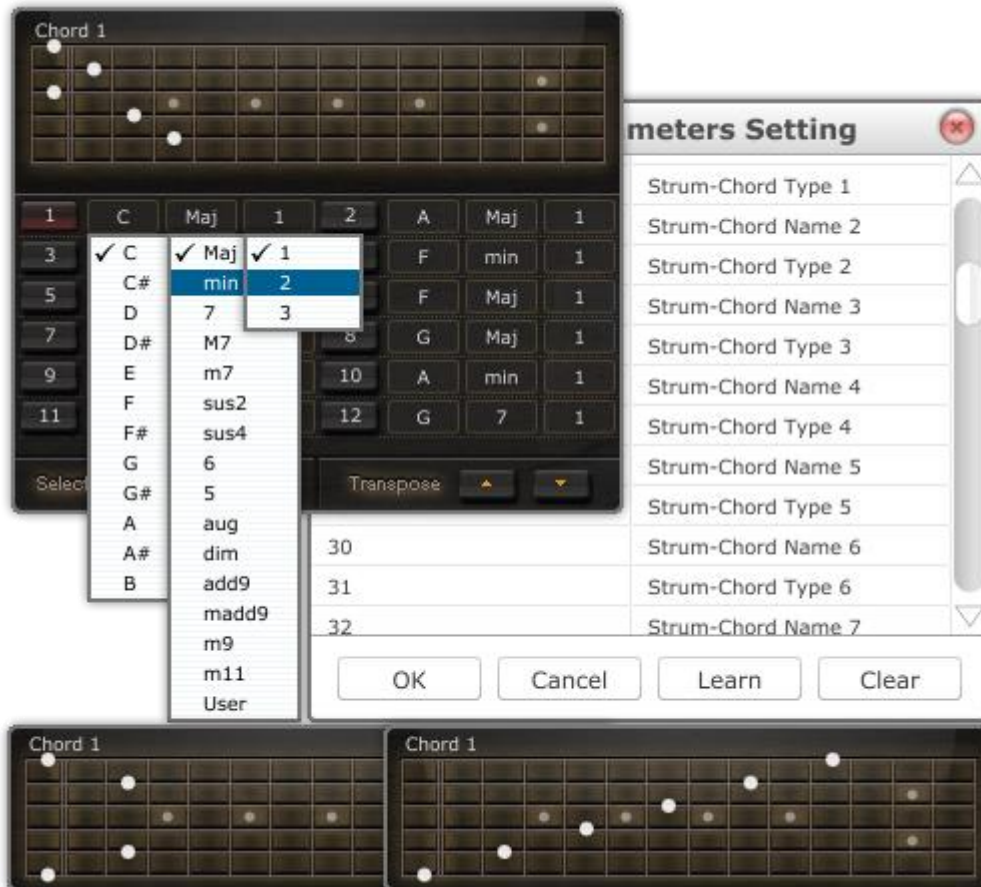 Chord 1
meters Setting
Strum-Chord Type 1
Strum-Chord Name 2
Strum-Chord Type 2
Strum-Chord Name 3
Strum-Chord Type 3
Strum-Chord Name 4
Strum-Chord Type 4
Strum-Chord Name 5
Strum-Chord Type 5
30 Strum-Chord Name 6
31 Strum-Chord Type 6
32 Strum-Chord Name 7
OK Cancel Learn Clear
1 C Maj 1 2 A Maj 1
3 F min 1
5 F Maj 1
7 8 G Maj 1
9 10 A min 1
11 12 G 7 1
Select Transpose
✓ C
C#
D
D#
E
F
F#
G
G#
A
A#
B
✓ Maj
min
7
M7
m7
sus2
sus4
6
5
aug
dim
add9
madd9
m9
m11
User
✓ 1
2
3
Chord 1
Chord 1